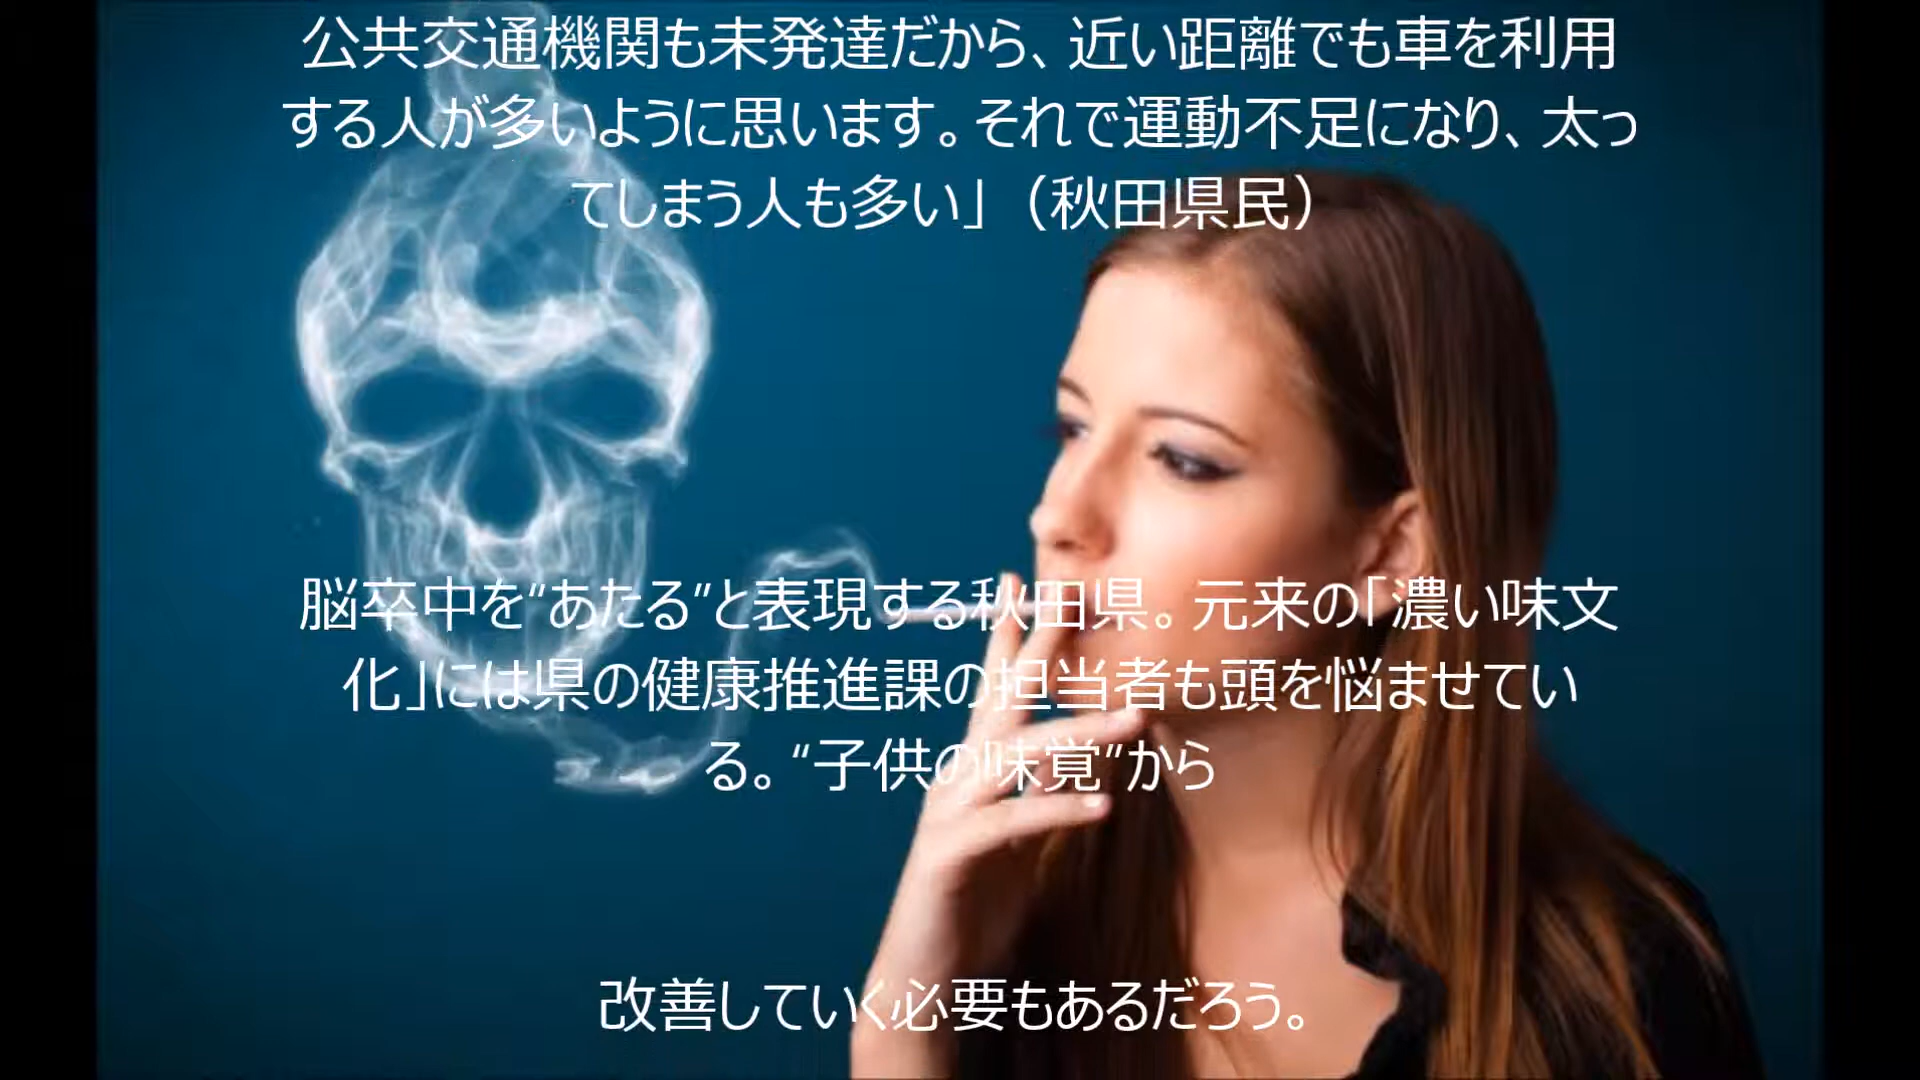 公共交通機関も未発達だから、近い距離でも車を利用
する人が多いように思います。それで運動不足になり、太っ
てしまう人も多い」（秋田県民）
脳卒中を“あたる”と表現する秋田県。元来の「濃い味文
化」には県の健康推進課の担当者も頭を悩ませてい
る。“子供の味覚”から
改善していく必要もあるだろう。